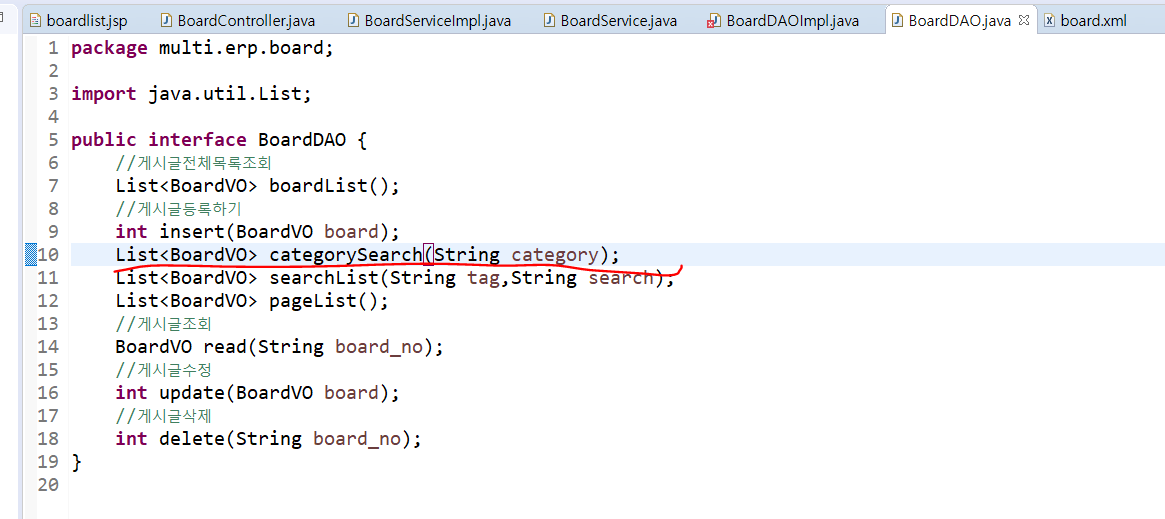 boardlist.jsp BoardController.java BoardServiceImpl.java BoardService.java BoardDAOImpl.java BoardDAO.java board.xml
1 package multi.erp.board;
2
3 import java.util.List;
4
5 public interface BoardDAO {
6 //게시글전체목록조회
7 List<BoardVO> boardList();
8 //게시글등록하기
9 int insert(BoardVO board);
10 List<BoardVO> categorySearch(String category);
11 List<BoardVO> searchList(String tag,String search);
12 List<BoardVO> pageList();
13 //게시글조회
14 BoardVO read(String board_no);
15 //게시글수정
16 int update(BoardVO board);
17 //게시글삭제
18 int delete(String board_no);
19 }
20